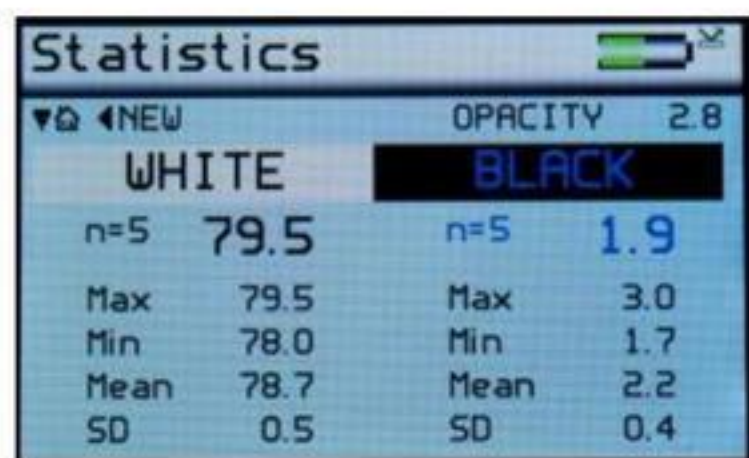 Statistics
NEW OPACITY 2.8
WHITE BLACK
n=5 79.5 n=5 1.9
Max 79.5 Max 3.0
Min 78.0 Min 1.7
Mean 78.7 Mean 2.2
SD 0.5 SD 0.4